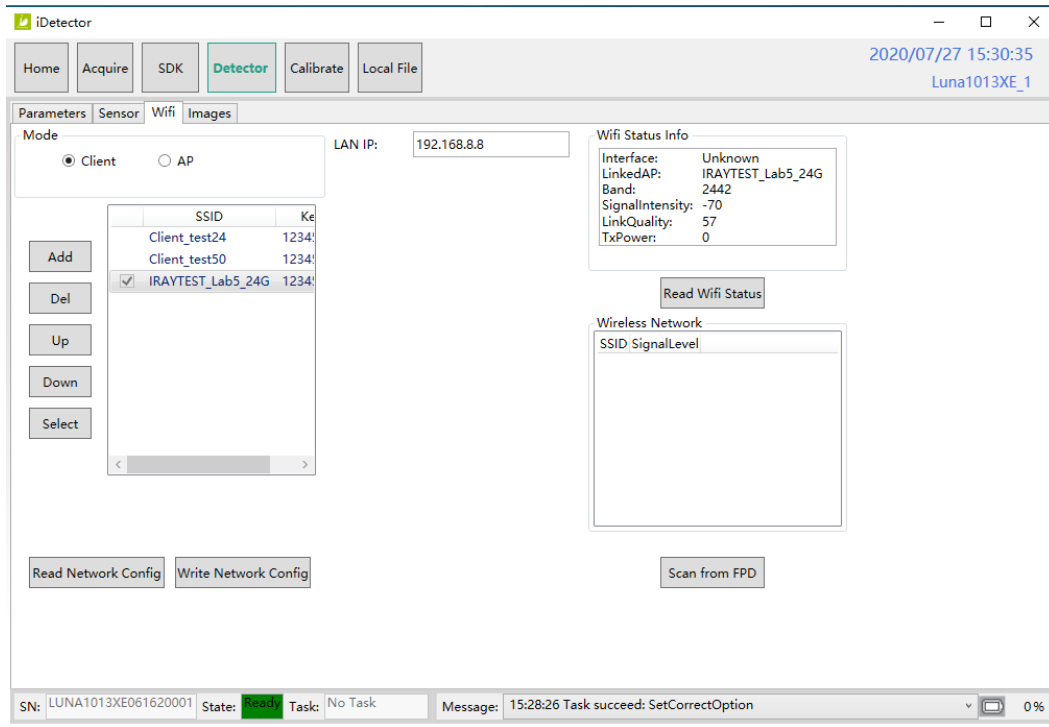 iDetector
Home Acquire SDK Detector Calibrate Local File
2020/07/27 15:30:35
Luna1013XE_1
Parameters Sensor Wifi Images
Mode
Client AP
LAN IP: 192.168.8.8
SSID Ke
Client_test24 1234
Client_test50 1234
IRAYTEST_Lab5_24G 1234
Add
Del
Up
Down
Select
Read Network Config Write Network Config
Wifi Status Info
Interface: Unknown
LinkedAP: IRAYTEST_Lab5_24G
Band: 2442
SignalIntensity: -70
LinkQuality: 57
TxPower: 0
Read Wifi Status
Wireless Network
SSID SignalLevel
Scan from FPD
SN: LUNA1013XE061620001 State: Ready Task: No Task Message: 15:28:26 Task succeed: SetCorrectOption 0%